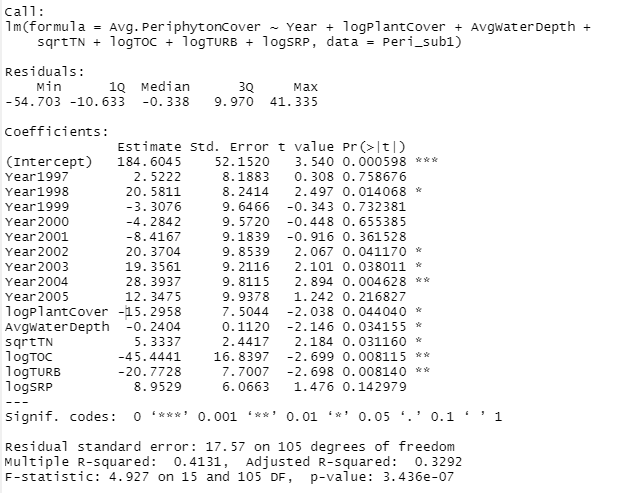 Call:
lm(formula = Avg.PeriphytonCover ~ Year + logPlantCover + AvgWaterDepth +
    sqrtTN + logTOC + logTURB + logSRP, data = Peri_sub1)
Residuals:
    Min      1Q  Median      3Q     Max
-54.703 -10.633  -0.338   9.970  41.335
Coefficients:
              Estimate Std. Error t value Pr(>|t|)
(Intercept)   184.6045    52.1520   3.540 0.000598 ***
Year1997        2.5222     8.1883   0.308 0.758676
Year1998       20.5811     8.2414   2.497 0.014068 *
Year1999       -3.3076     9.6466  -0.343 0.732381
Year2000       -4.2842     9.5720  -0.448 0.655385
Year2001       -8.4167     9.1839  -0.916 0.361528
Year2002       20.3704     9.8539   2.067 0.041170 *
Year2003       19.3561     9.2116   2.101 0.038011 *
Year2004       28.3937     9.8115   2.894 0.004628 **
Year2005       12.3475     9.9378   1.242 0.216827
logPlantCover -15.2958     7.5044  -2.038 0.044040 *
AvgWaterDepth  -0.2404     0.1120  -2.146 0.034155 *
sqrtTN          5.3337     2.4417   2.184 0.031160 *
logTOC        -45.4441    16.8397  -2.699 0.008115 **
logTURB       -20.7728     7.7007  -2.698 0.008140 **
logSRP          8.9529     6.0663   1.476 0.142979
---
Signif. codes:  0 ‘***’ 0.001 ‘**’ 0.01 ‘*’ 0.05 ‘.’ 0.1 ‘ ’ 1
Residual standard error: 17.57 on 105 degrees of freedom
Multiple R-squared:  0.4131,  Adjusted R-squared:  0.3292
F-statistic: 4.927 on 15 and 105 DF,  p-value: 3.436e-07